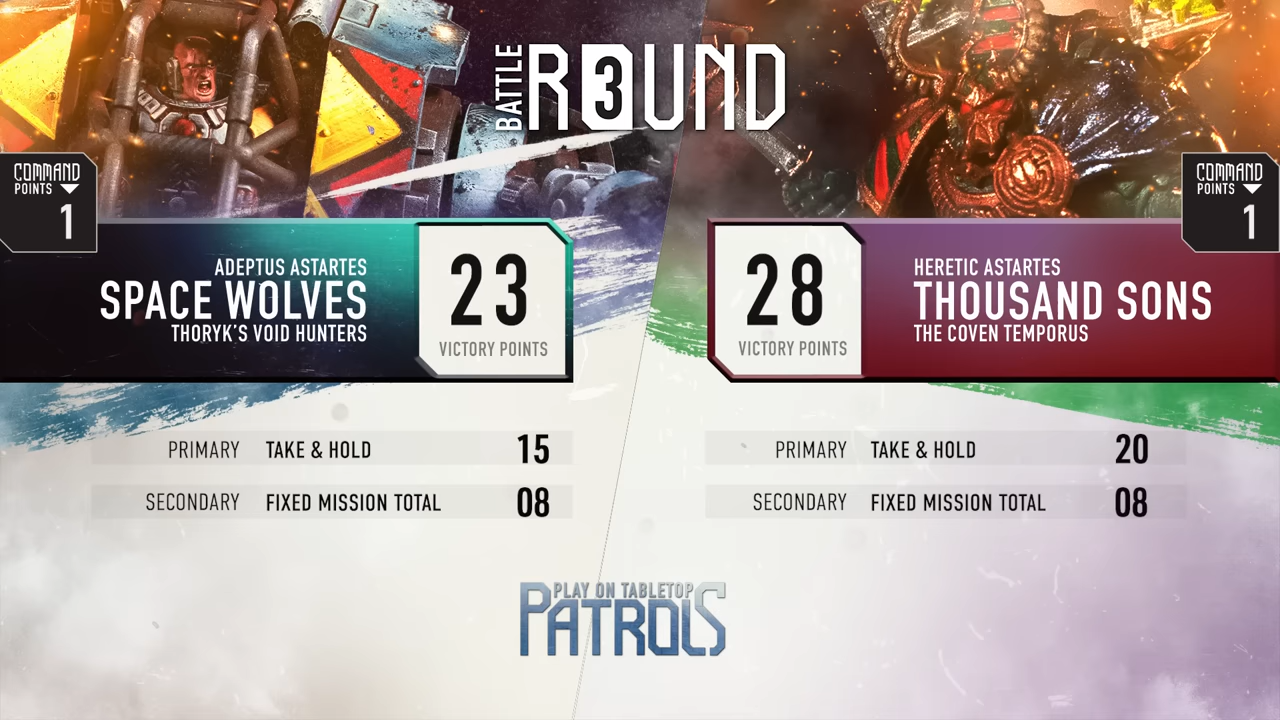 BATTLE ROUND 3
COMMAND
POINTS
1
ADEPTUS ASTARTES
SPACE WOLVES
THORYK'S VOID HUNTERS
23
VICTORY POINTS
PRIMARY TAKE & HOLD 15
SECONDARY FIXED MISSION TOTAL 08
COMMAND
POINTS
1
28
VICTORY POINTS
HERETIC ASTARTES
THOUSAND SONS
THE COVEN TEMPORUS
PRIMARY TAKE & HOLD 20
SECONDARY FIXED MISSION TOTAL 08
PLAY ON TABLETOP
PATROLS